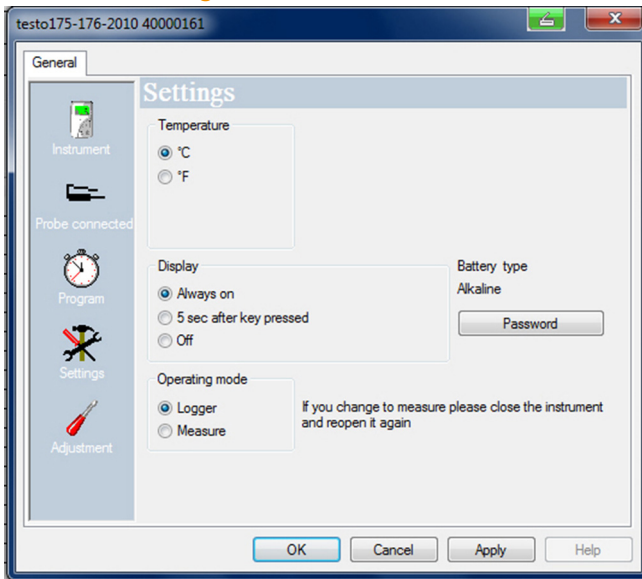 testo175-176-2010 40000161
General
Settings
Instrument
Probe connected
Program
Settings
Adjustment
Temperature
°C
°F
Display
Always on
5 sec after key pressed
Off
Battery type
Alkaline
Password
Operating mode
Logger
Measure
If you change to measure please close the instrument
and reopen it again
OK
Cancel
Apply
Help